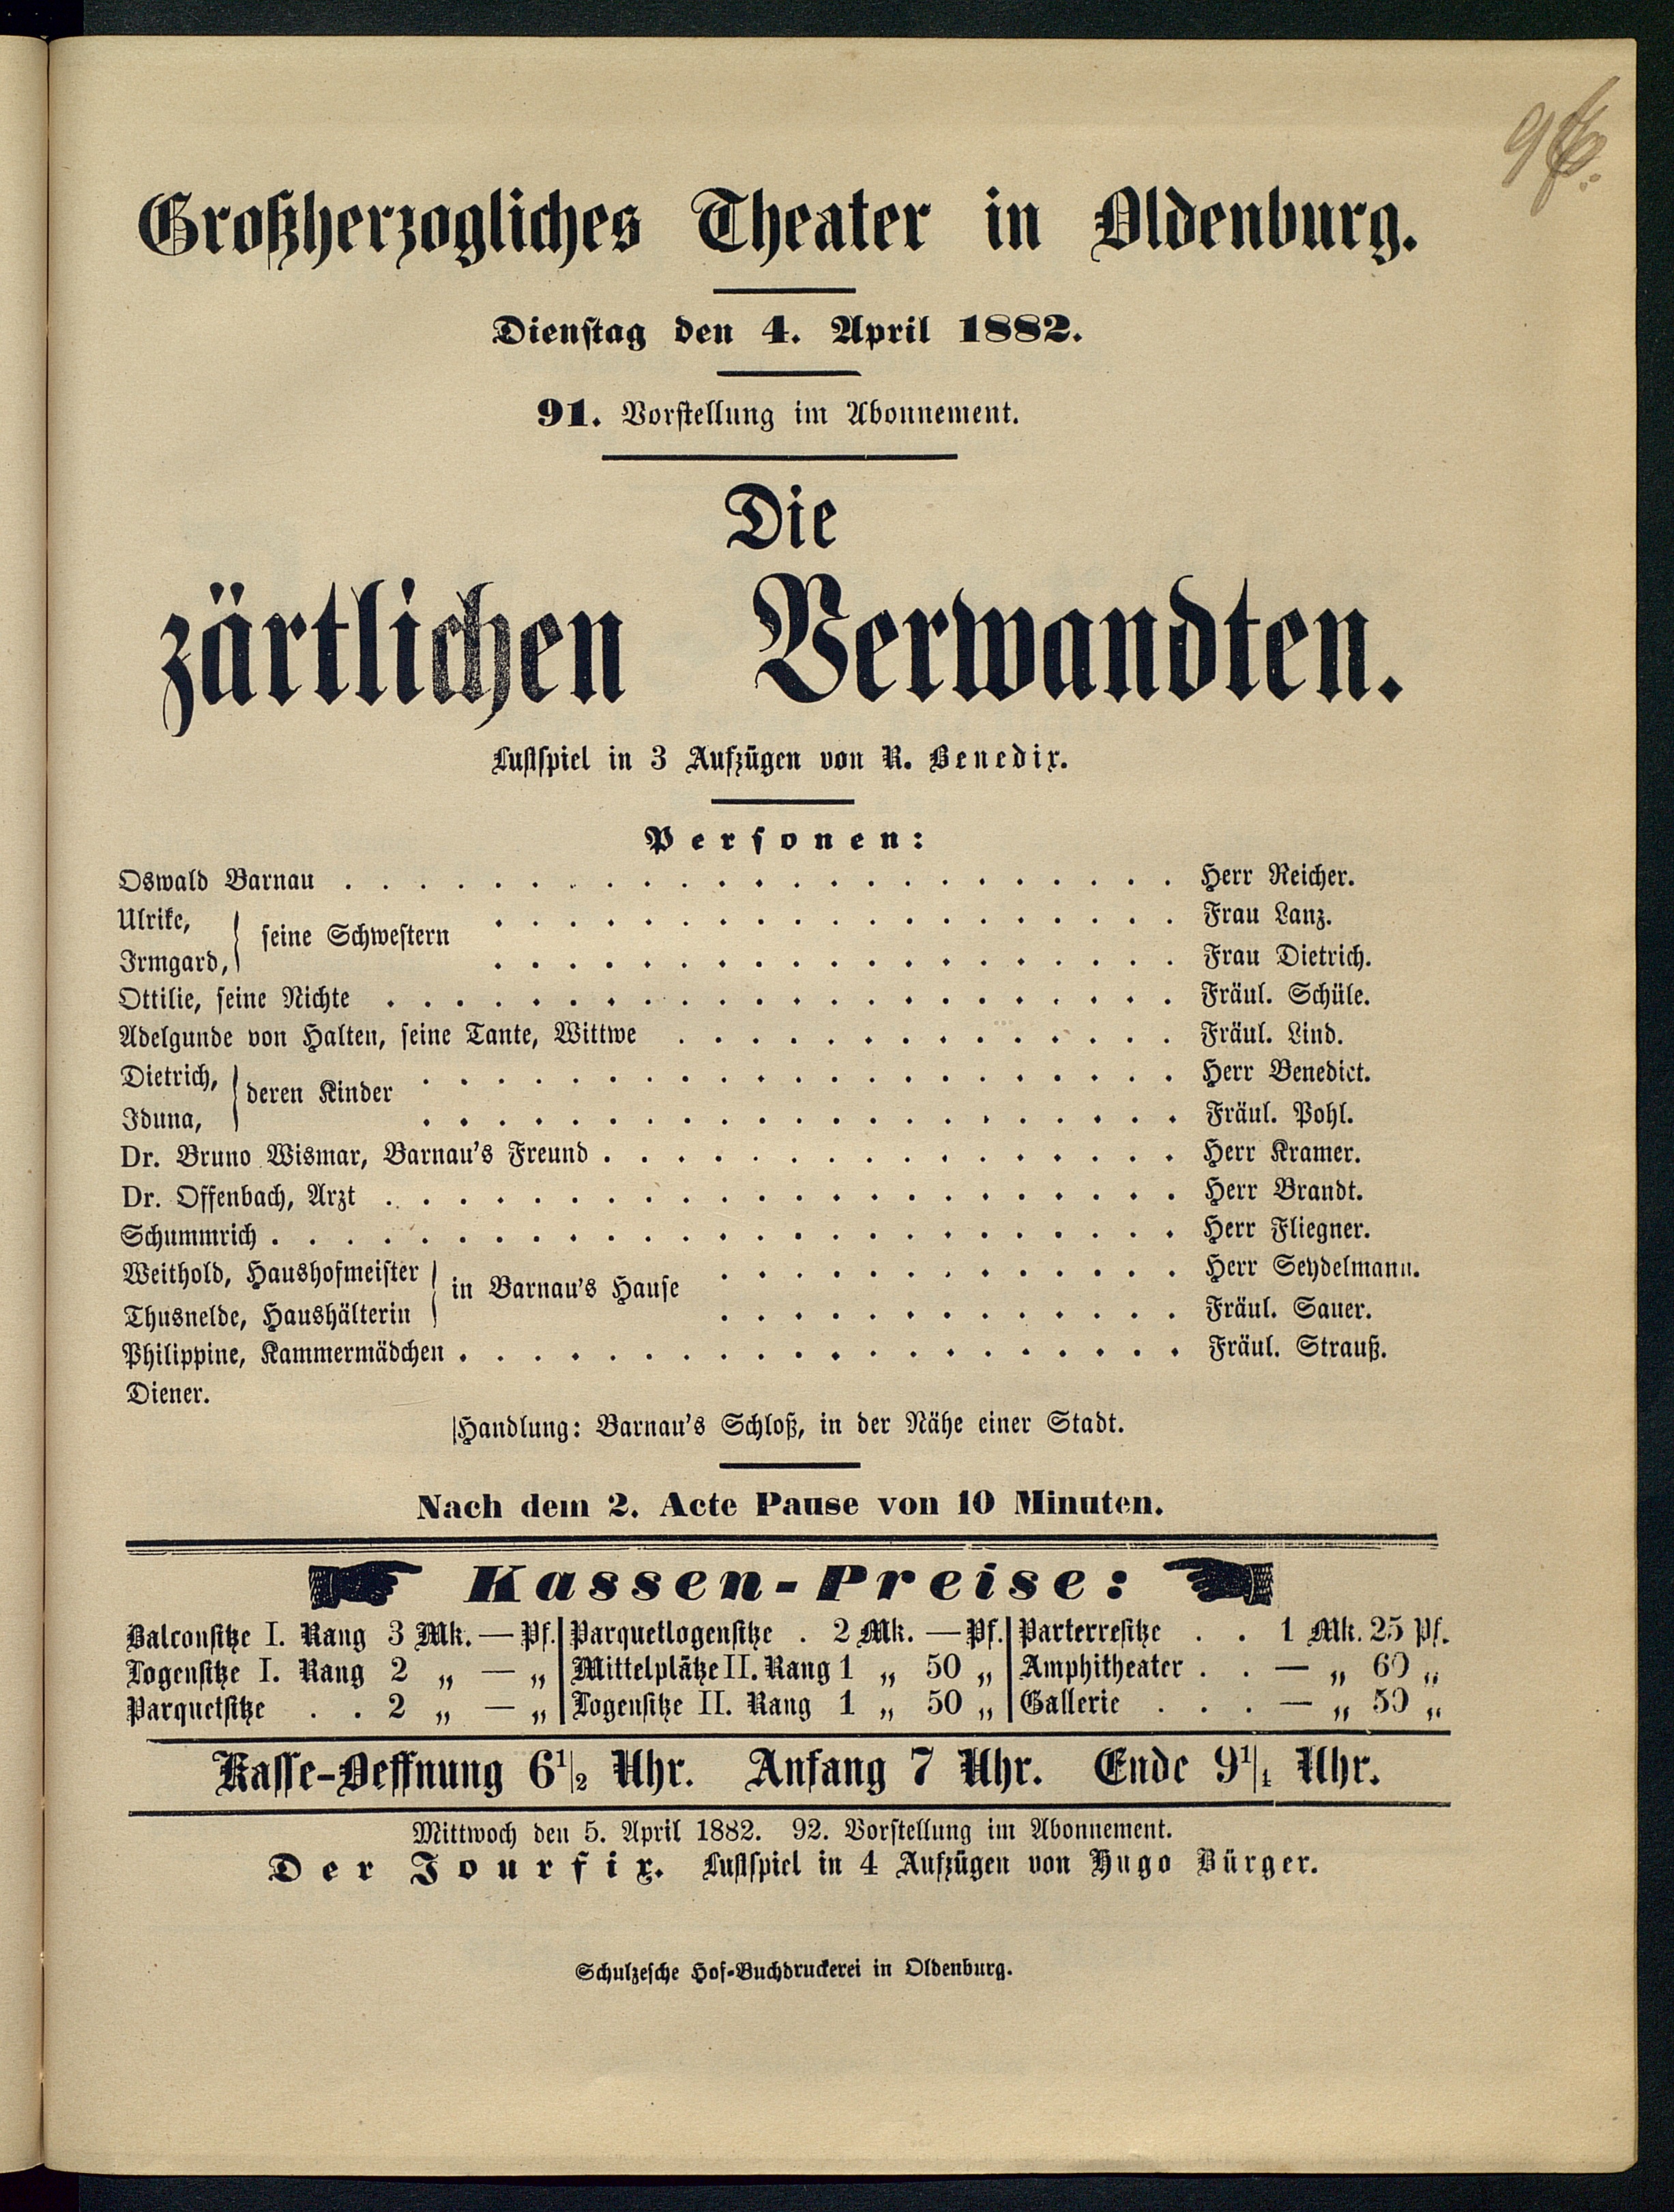 96.
Großherzogliches Theater in Oldenburg.
Dienstag den 4. April 1882.
91. Vorstellung im Abonnement.
Die
zärtlichen Verwandten.
Lustspiel in 3 Aufzügen von R. Benedix.
Personen:
Oswald Barnau . . . . . . . . . . Herr Reicher.
Ulrike, } seine Schwestern . . . . . . . . . . Frau Lanz.
Irmgard, } . . . . . . . . . . Frau Dietrich.
Ottilie, seine Nichte . . . . . . . . . . Fräul. Schüle.
Adelgunde von Halten, seine Tante, Wittwe . . . . . . . . . . Fräul. Lind.
Dietrich, } deren Kinder . . . . . . . . . . Herr Benedict.
Iduna, } . . . . . . . . . . Fräul. Pohl.
Dr. Bruno Wismar, Barnau's Freund . . . . . . . . . . Herr Kramer.
Dr. Offenbach, Arzt . . . . . . . . . . Herr Brandt.
Schummrich . . . . . . . . . . Herr Fliegner.
Weithold, Haushofmeister } in Barnau's Hause . . . . . . . . . . Herr Seydelmann.
Thusnelde, Haushälterin } . . . . . . . . . . Fräul. Sauer.
Philippine, Kammermädchen . . . . . . . . . . Fräul. Strauß.
Diener.
Handlung: Barnau's Schloß, in der Nähe einer Stadt.
Nach dem 2. Acte Pause von 10 Minuten.
Kassen-Preise:
Balconsitze I. Rang 3 Mk. — Pf. | Parquetlogensitze . 2 Mk. — Pf. | Parterresitze . . 1 Mk. 25 Pf.
Logensitze I. Rang 2 „ — „ | Mittelplätze II. Rang 1 „ 50 „ | Amphitheater . . — „ 60 „
Parquetsitze . . 2 „ — „ | Logensitze II. Rang 1 „ 50 „ | Gallerie . . . — „ 50 „
Kasse-Oeffnung 6½ Uhr. Anfang 7 Uhr. Ende 9¼ Uhr.
Mittwoch den 5. April 1882. 92. Vorstellung im Abonnement.
Der Jourfix. Lustspiel in 4 Aufzügen von Hugo Bürger.
Schulzesche Hof-Buchdruckerei in Oldenburg.